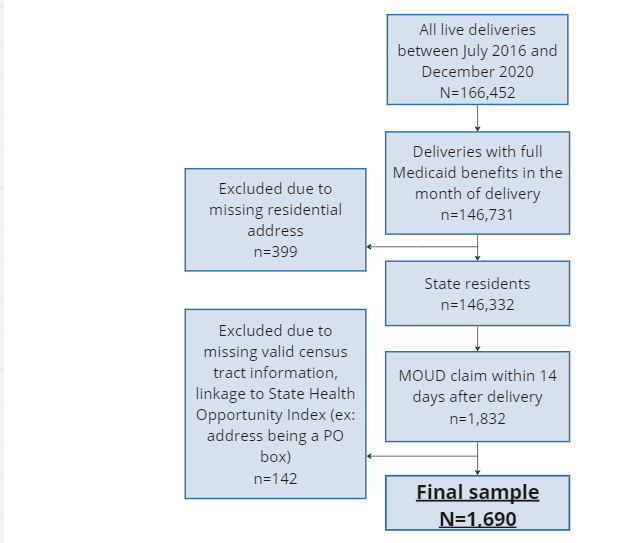 All live deliveries
between July 2016 and
December 2020
N=166,452
Deliveries with full
Medicaid benefits in the
month of delivery
n=146,731
Excluded due to
missing residential
address
n=399
State residents
n=146,332
Excluded due to
missing valid census
tract information,
linkage to State Health
Opportunity Index (ex:
address being a PO
box)
n=142
MOUD claim within 14
days after delivery
n=1,832
Final sample
N=1,690